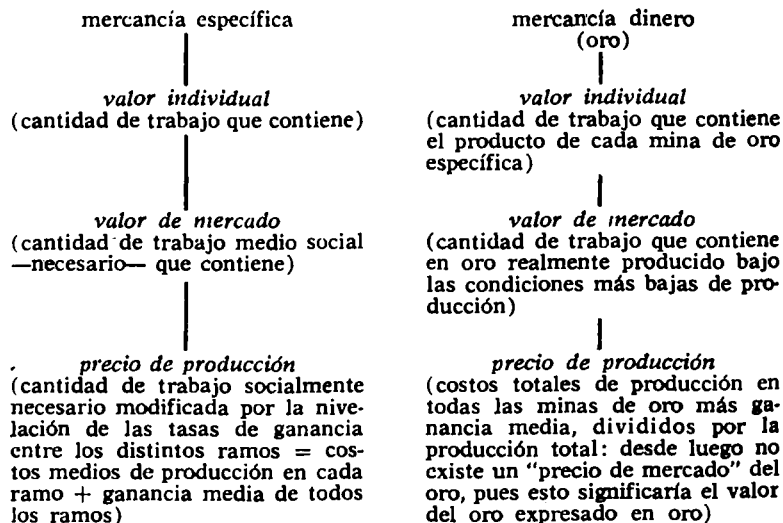 mercancía específica
valor individual
(cantidad de trabajo que contiene)
valor de mercado
(cantidad de trabajo medio social
—necesario— que contiene)
precio de producción
(cantidad de trabajo socialmente
necesario modificada por la nive-
lación de las tasas de ganancia
entre los distintos ramos = cos-
tos medios de producción en cada
ramo + ganancia media de todos
los ramos)
mercancía dinero
(oro)
valor individual
(cantidad de trabajo que contiene
el producto de cada mina de oro
específica)
valor de mercado
(cantidad de trabajo que contiene
en oro realmente producido bajo
las condiciones más bajas de pro-
ducción)
precio de producción
(costos totales de producción en
todas las minas de oro más ga-
nancia media, divididos por la
producción total: desde luego no
existe un "precio de mercado" del
oro, pues esto significaría el valor
del oro expresado en oro)